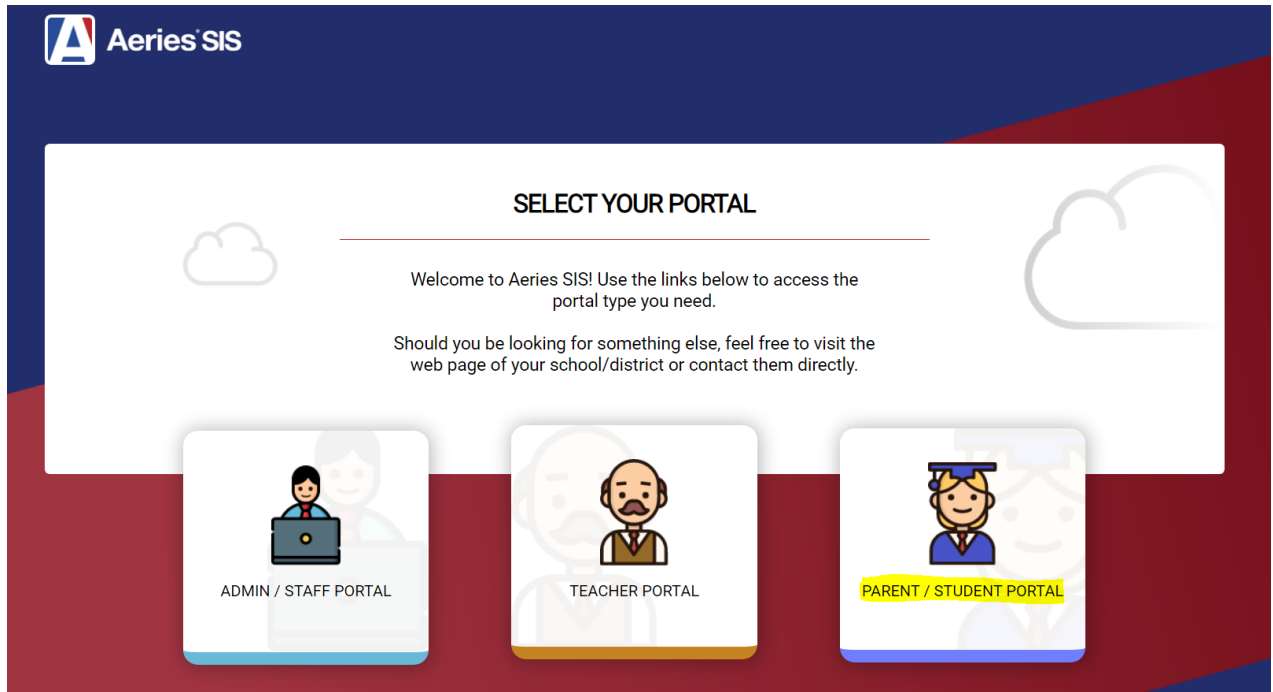 Aeries® SIS
SELECT YOUR PORTAL
Welcome to Aeries SIS! Use the links below to access the
portal type you need.
Should you be looking for something else, feel free to visit the
web page of your school/district or contact them directly.
ADMIN / STAFF PORTAL
TEACHER PORTAL
PARENT / STUDENT PORTAL